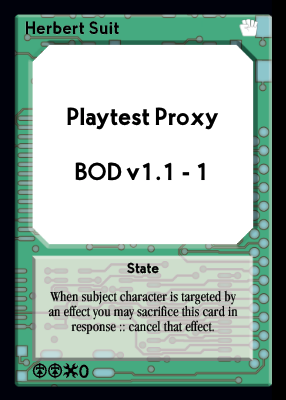 Herbert Suit
Playtest Proxy
BOD v1.1 - 1
State
When subject character is targeted by
an effect you may sacrifice this card in
response :: cancel that effect.
0